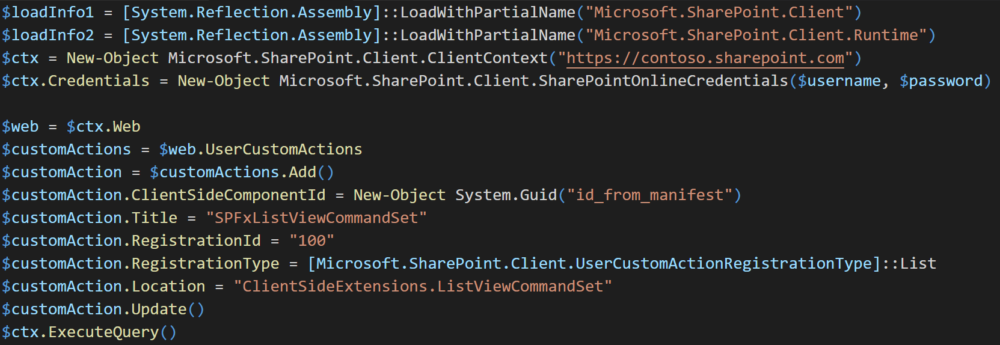 $loadInfo1 = [System.Reflection.Assembly]::LoadWithPartialName("Microsoft.SharePoint.Client")
$loadInfo2 = [System.Reflection.Assembly]::LoadWithPartialName("Microsoft.SharePoint.Client.Runtime")
$ctx = New-Object Microsoft.SharePoint.Client.ClientContext("https://contoso.sharepoint.com")
$ctx.Credentials = New-Object Microsoft.SharePoint.Client.SharePointOnlineCredentials($username, $password)
$web = $ctx.Web
$customActions = $web.UserCustomActions
$customAction = $customActions.Add()
$customAction.ClientSideComponentId = New-Object System.Guid("id_from_manifest")
$customAction.Title = "SPFxListViewCommandSet"
$customAction.RegistrationId = "100"
$customAction.RegistrationType = [Microsoft.SharePoint.Client.UserCustomActionRegistrationType]::List
$customAction.Location = "ClientSideExtensions.ListViewCommandSet"
$customAction.Update()
$ctx.ExecuteQuery()